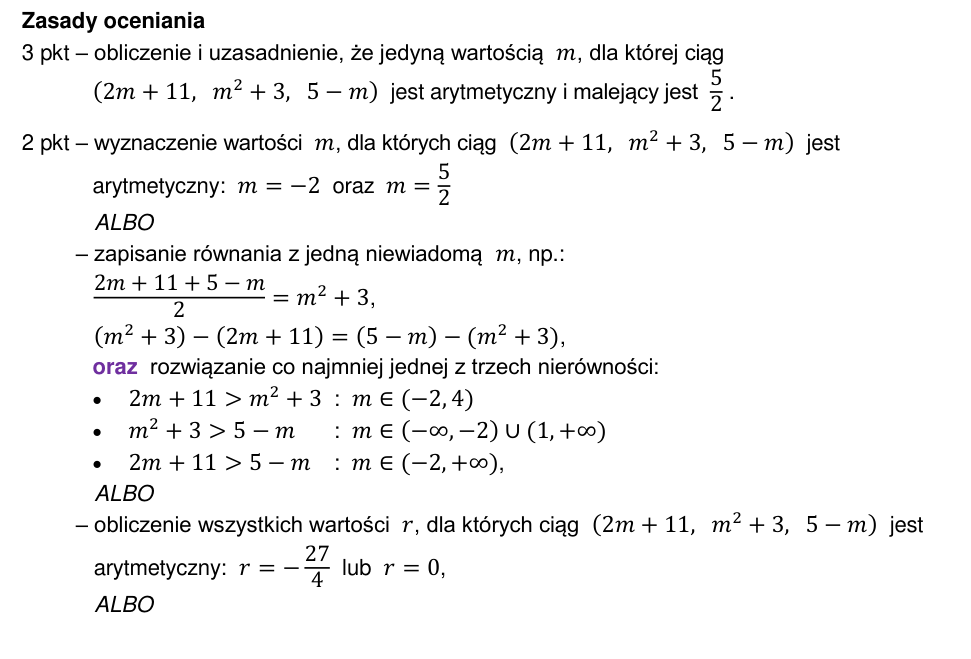 Zasady oceniania
3 pkt – obliczenie i uzasadnienie, że jedyną wartością m, dla której ciąg
(2m + 11, m² + 3, 5 − m) jest arytmetyczny i malejący jest 5/2 .
2 pkt – wyznaczenie wartości m, dla których ciąg (2m + 11, m² + 3, 5 − m) jest
arytmetyczny: m = −2 oraz m = 5/2
ALBO
– zapisanie równania z jedną niewiadomą m, np.:
(2m + 11 + 5 − m)/2 = m² + 3,
(m² + 3) − (2m + 11) = (5 − m) − (m² + 3),
oraz rozwiązanie co najmniej jednej z trzech nierówności:
• 2m + 11 > m² + 3 : m ∈ (−2, 4)
• m² + 3 > 5 − m : m ∈ (−∞, −2) ∪ (1, +∞)
• 2m + 11 > 5 − m : m ∈ (−2, +∞),
ALBO
– obliczenie wszystkich wartości r, dla których ciąg (2m + 11, m² + 3, 5 − m) jest
arytmetyczny: r = −27/4 lub r = 0,
ALBO